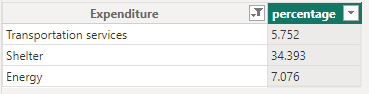 Expenditure percentage
Transportation services 5.752
Shelter 34.393
Energy 7.076